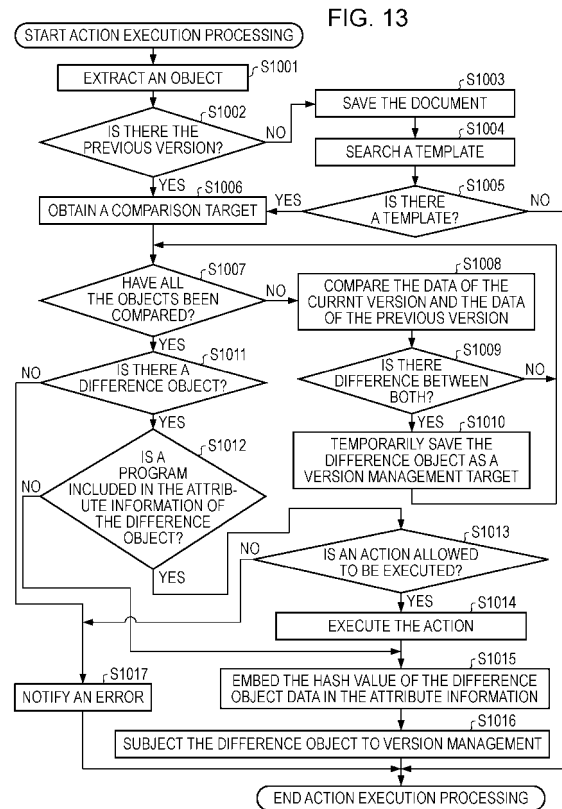 FIG. 13
START ACTION EXECUTION PROCESSING
S1001
EXTRACT AN OBJECT
S1002
IS THERE THE
PREVIOUS VERSION?
NO
YES
S1003
SAVE THE DOCUMENT
S1004
SEARCH A TEMPLATE
S1005
IS THERE
A TEMPLATE?
YES
NO
S1006
OBTAIN A COMPARISON TARGET
S1007
HAVE ALL
THE OBJECTS BEEN
COMPARED?
NO
YES
S1008
COMPARE THE DATA OF THE
CURRNT VERSION AND THE DATA
OF THE PREVIOUS VERSION
S1009
IS THERE
DIFFERENCE BETWEEN
BOTH?
NO
YES
S1010
TEMPORARILY SAVE THE
DIFFERENCE OBJECT AS A
VERSION MANAGEMENT
TARGET
S1011
IS THERE A
DIFFERENCE OBJECT?
NO
YES
S1012
IS A
PROGRAM
INCLUDED IN THE ATTRIB-
UTE INFORMATION OF
THE DIFFERENCE
OBJECT?
NO
YES
S1013
IS AN ACTION ALLOWED
TO BE EXECUTED?
NO
YES
S1014
EXECUTE THE ACTION
S1015
EMBED THE HASH VALUE OF THE DIFFERENCE
OBJECT DATA IN THE ATTRIBUTE INFORMATION
S1016
SUBJECT THE DIFFERENCE OBJECT TO VERSION MANAGEMENT
S1017
NOTIFY AN ERROR
END ACTION EXECUTION PROCESSING